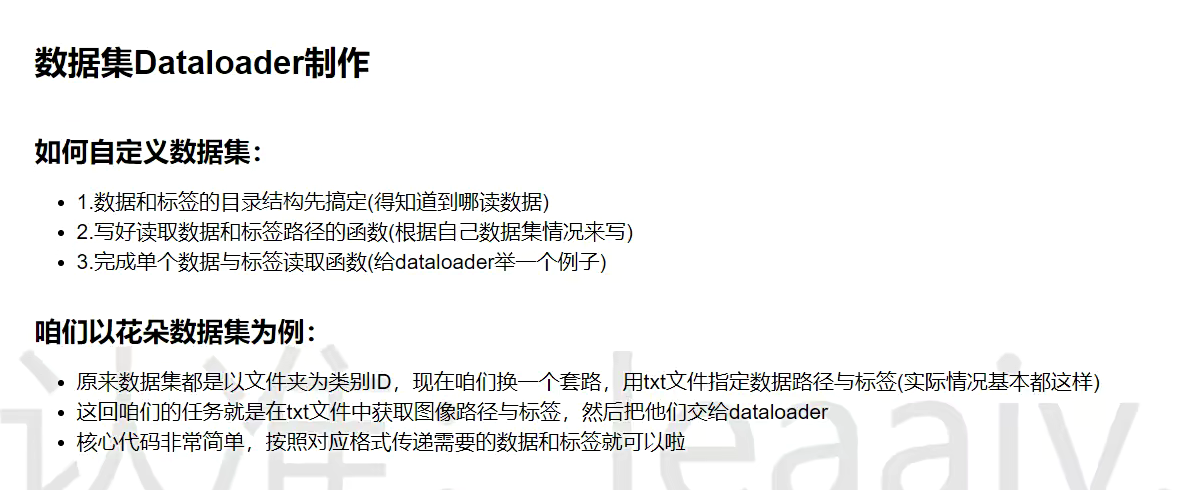 数据集Dataloader制作
如何自定义数据集：
1.数据和标签的目录结构先搞定(得知道到哪读数据)
2.写好读取数据和标签路径的函数(根据自己数据集情况来写)
3.完成单个数据与标签读取函数(给dataloader举一个例子)
咱们以花朵数据集为例：
原来数据集都是以文件夹为类别ID，现在咱们换一个套路，用txt文件指定数据路径与标签(实际情况基本都这样)
这回咱们的任务就是在txt文件中获取图像路径与标签，然后把他们交给dataloader
核心代码非常简单，按照对应格式传递需要的数据和标签就可以啦